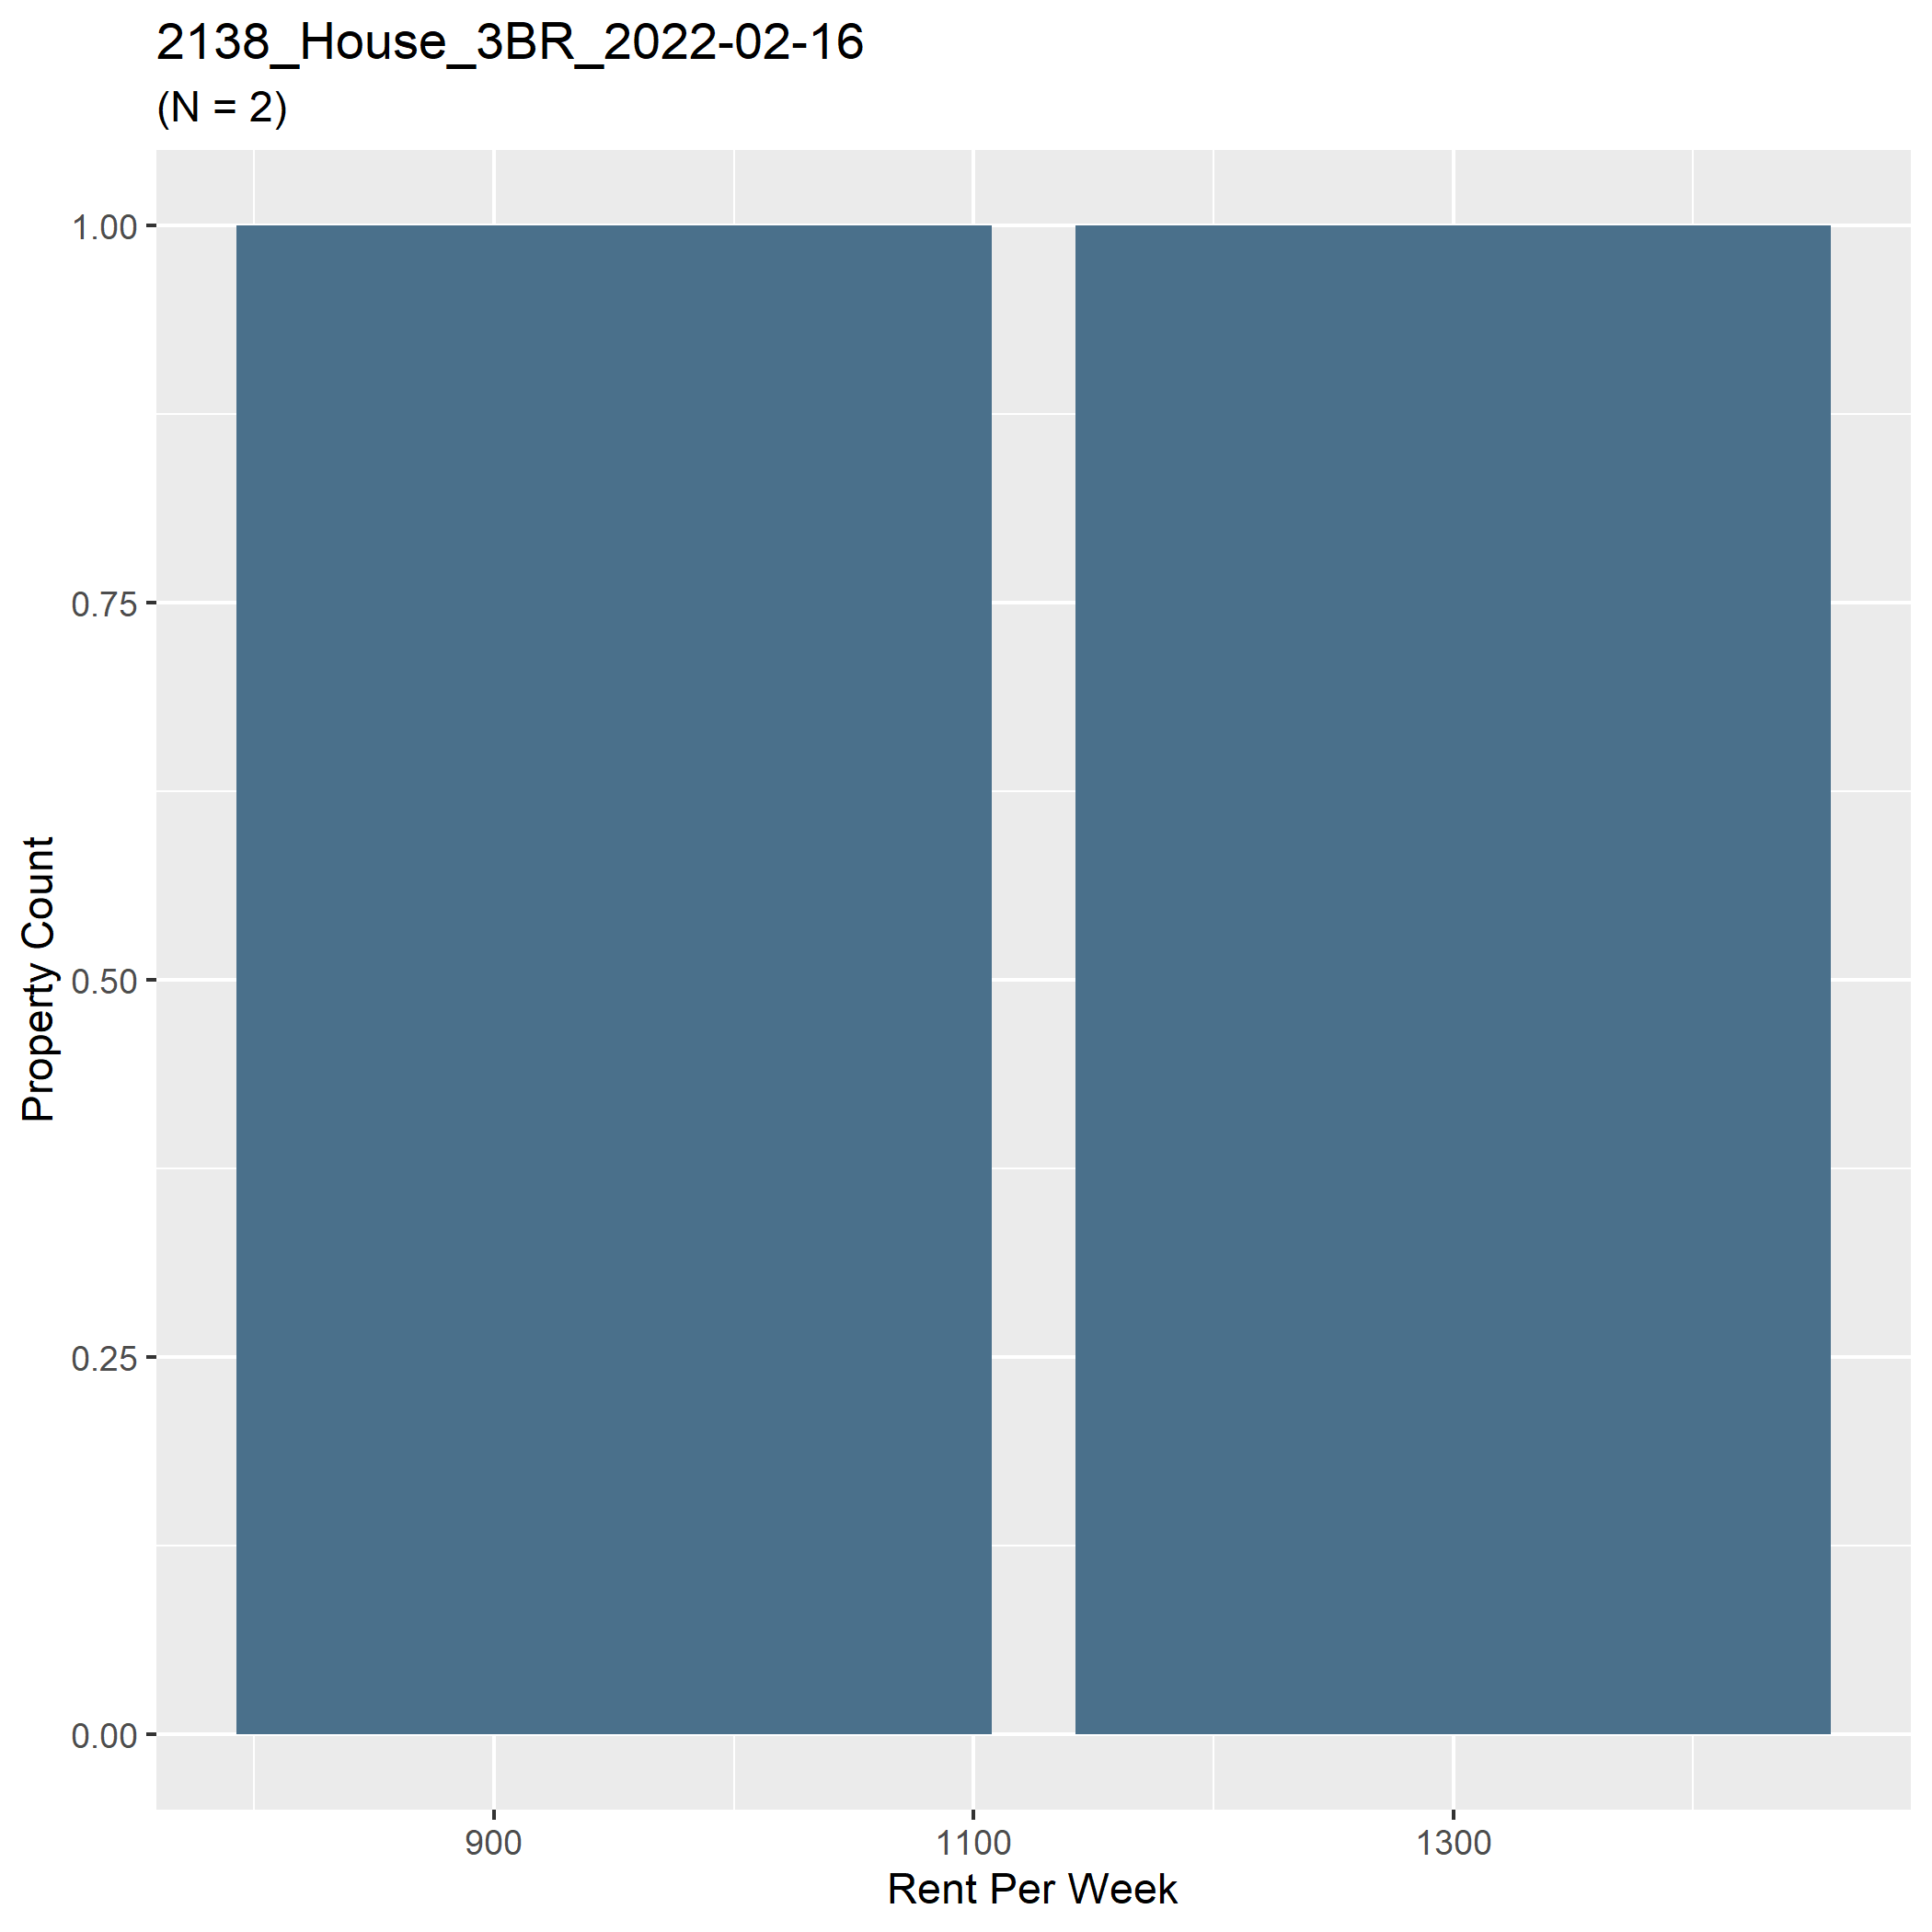 2138_House_3BR_2022-02-16
(N = 2)
1.00
0.75
0.50
0.25
0.00
Property Count
900 1100 1300
Rent Per Week